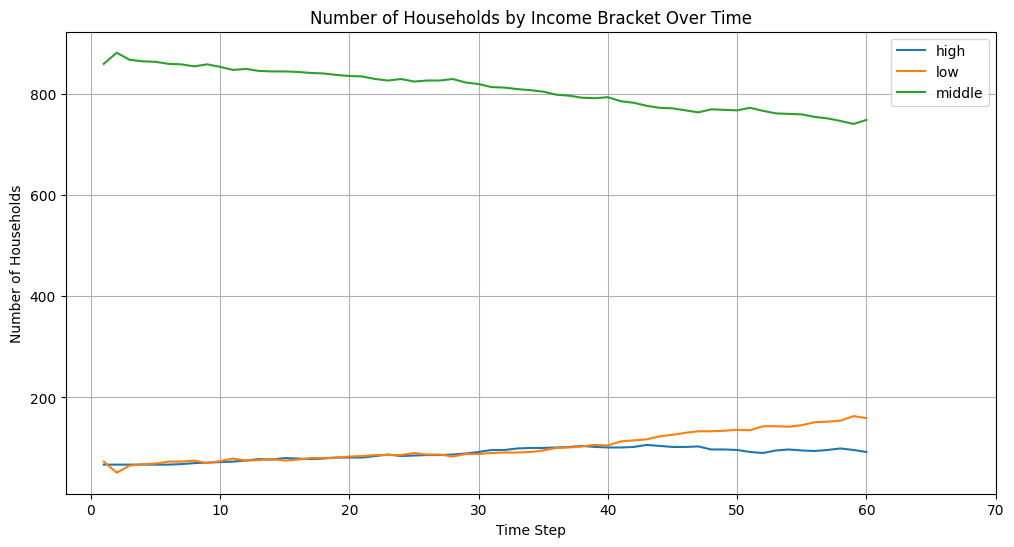 Number of Households by Income Bracket Over Time
high
low
middle
Number of Households
800
600
400
200
0
10
20
30
40
50
60
70
Time Step